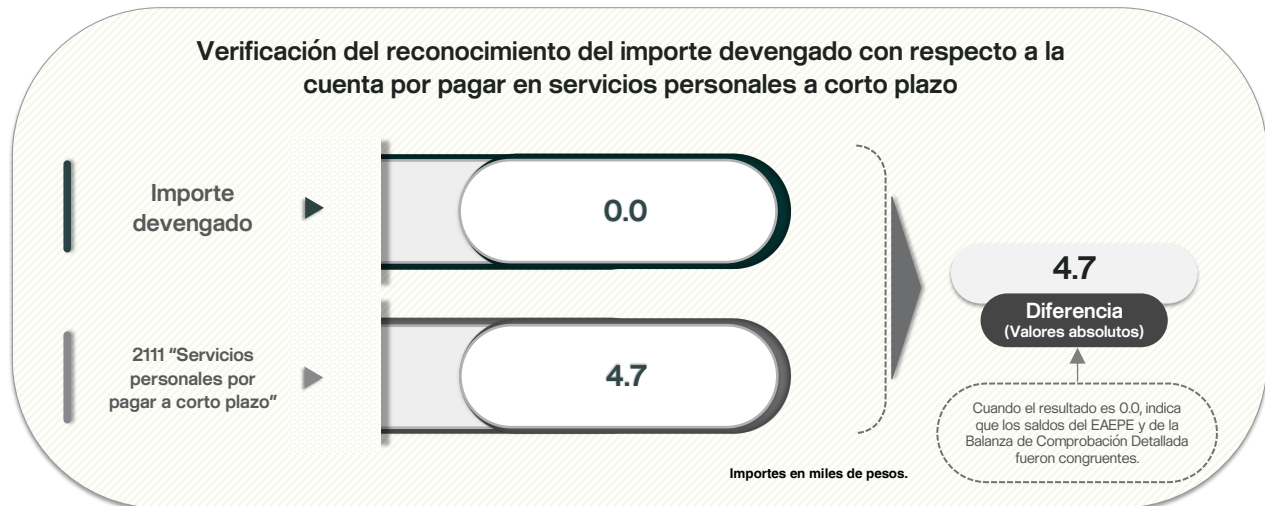 Verificación del reconocimiento del importe devengado con respecto a la
cuenta por pagar en servicios personales a corto plazo
Importe
devengado
0.0
2111 "Servicios
personales por
pagar a corto plazo"
4.7
4.7
Diferencia
(Valores absolutos)
Cuando el resultado es 0.0, indica
que los saldos del EAEPE y de la
Balanza de Comprobación Detallada
fueron congruentes.
Importes en miles de pesos.